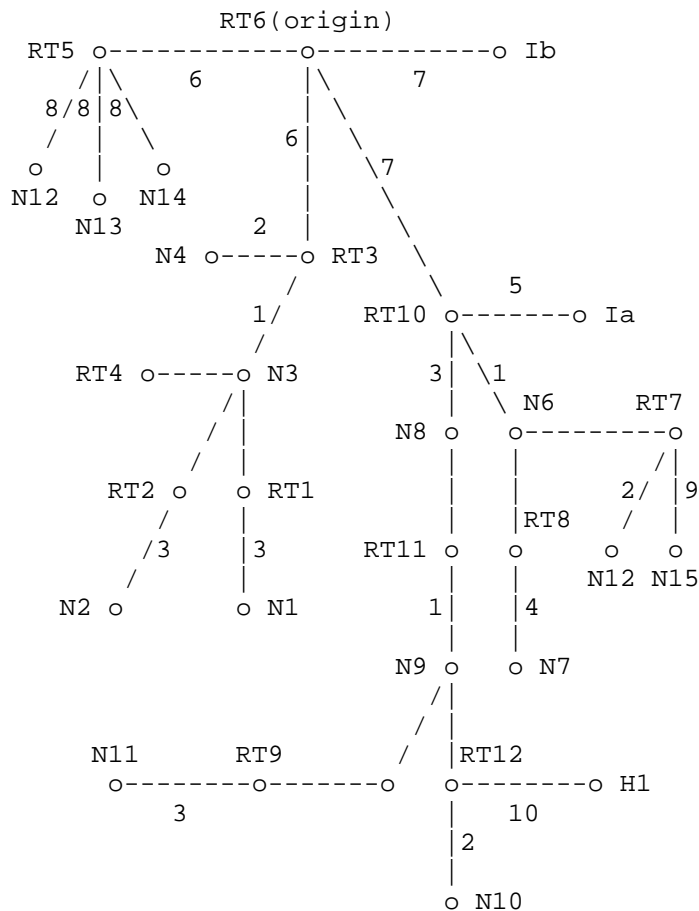 RT6(origin)
RT5 o------------o-----------o Ib
6 7
8/8|8
6
7
o o
N12 o N14
N13 2
N4 o-----o RT3
5
1/ RT10 o-------o Ia
RT4 o-----o N3 3 1
N6 RT7
N8 o o---------o
RT2 o o RT1 2/ |9
RT8
/3 |3 RT11 o o o o
N12 N15
N2 o o N1 1| |4
N9 o o N7
N11 RT9 RT12
o--------o-------o o-------o H1
3 10
|2
o N10